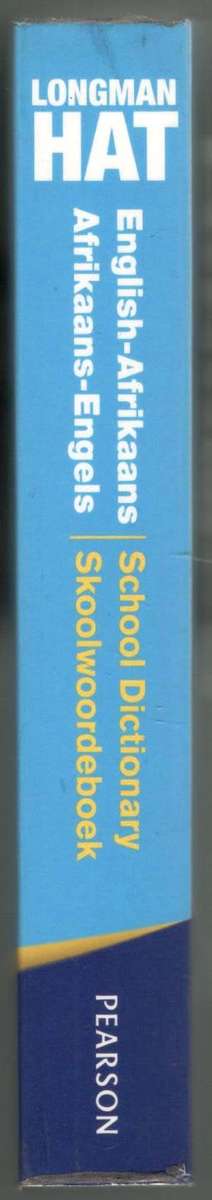 LONGMAN
HAT
English-Afrikaans | School Dictionary
Afrikaans-Engels | Skoolwoordeboek
PEARSON